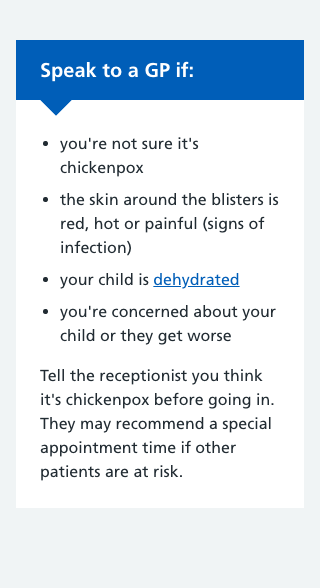 Speak to a GP if:
• you're not sure it's
chickenpox
• the skin around the blisters is
red, hot or painful (signs of
infection)
• your child is dehydrated
• you're concerned about your
child or they get worse
Tell the receptionist you think
it's chickenpox before going in.
They may recommend a special
appointment time if other
patients are at risk.